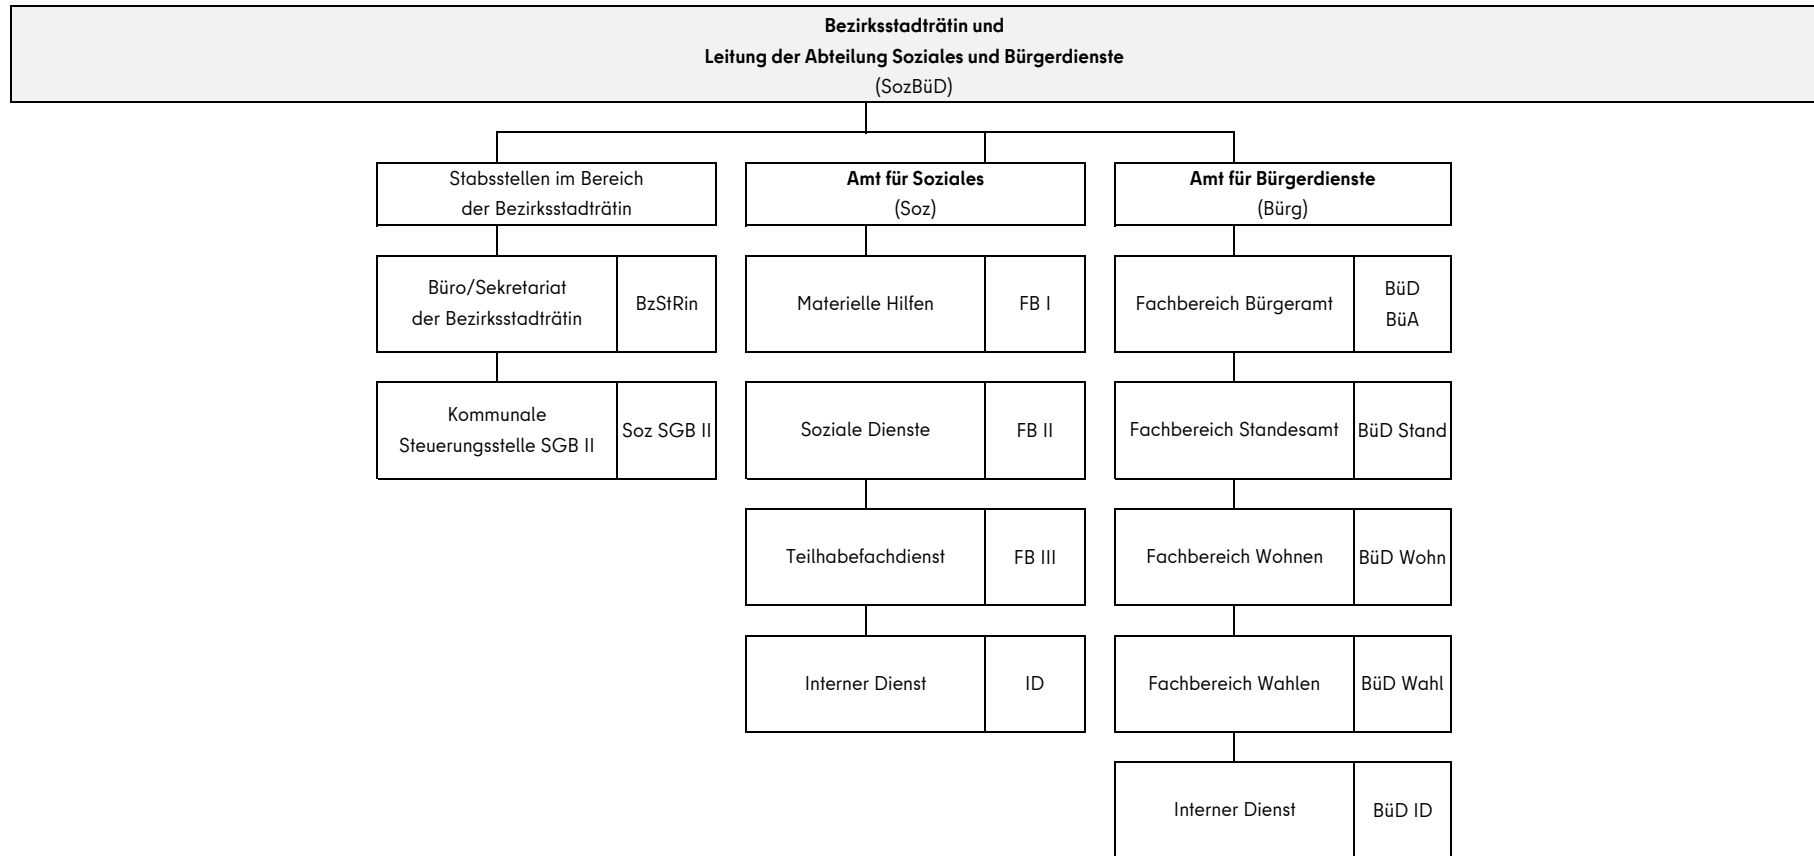 Bezirksstadträtin und
Leitung der Abteilung Soziales und Bürgerdienste
(SozBüD)
Stabsstellen im Bereich
der Bezirksstadträtin
Büro/Sekretariat
der Bezirksstadträtin
BzStRin
Kommunale
Steuerungsstelle SGB II
Soz SGB II
Amt für Soziales
(Soz)
Materielle Hilfen
FB I
Soziale Dienste
FB II
Teilhabefachdienst
FB III
Interner Dienst
ID
Amt für Bürgerdienste
(Bürg)
Fachbereich Bürgeramt
BüD
BüA
Fachbereich Standesamt
BüD Stand
Fachbereich Wohnen
BüD Wohn
Fachbereich Wahlen
BüD Wahl
Interner Dienst
BüD ID